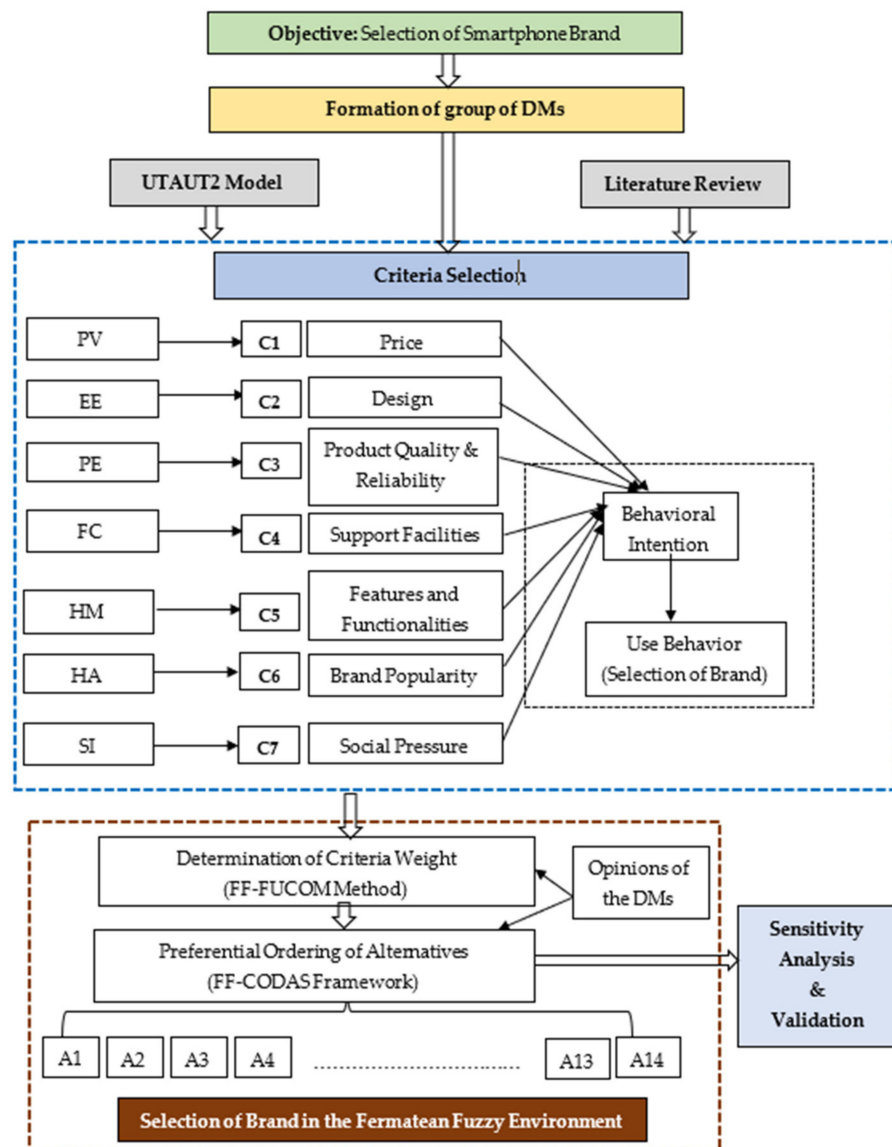 Objective: Selection of Smartphone Brand
Formation of group of DMs
UTAUT2 Model
Literature Review
Criteria Selection
PV
C1
Price
EE
C2
Design
PE
C3
Product Quality &
Reliability
FC
C4
Support Facilities
Behavioral
Intention
HM
C5
Features and
Functionalities
HA
C6
Brand Popularity
Use Behavior
(Selection of Brand)
SI
C7
Social Pressure
Determination of Criteria Weight
(FF-FUCOM Method)
Opinions of
the DMs
Preferential Ordering of Alternatives
(FF-CODAS Framework)
Sensitivity
Analysis
&
Validation
A1
A2
A3
A4
................................
A13
A14
Selection of Brand in the Fermatean Fuzzy Environment